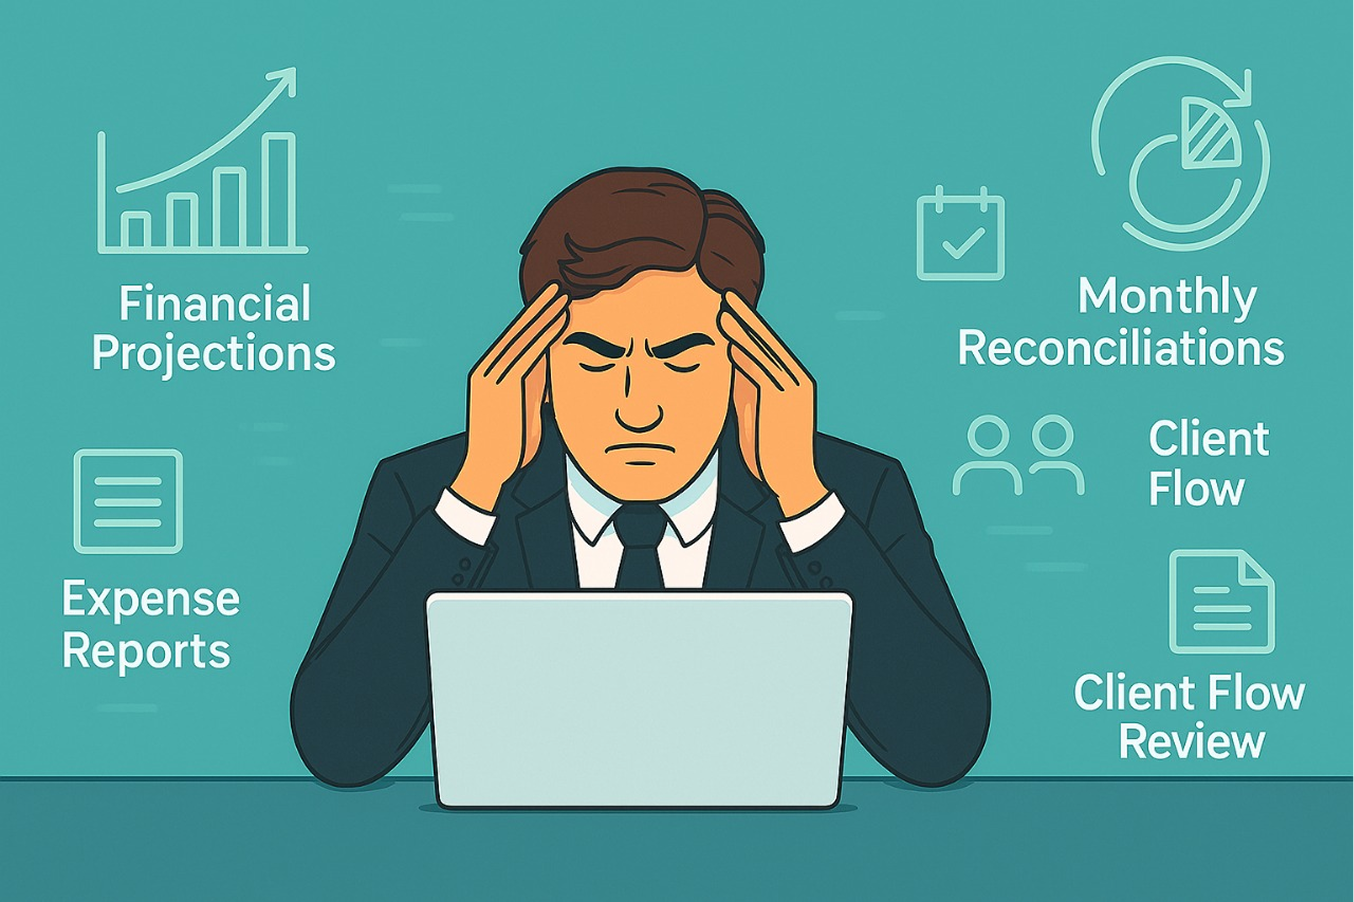 Financial
Projections
Monthly
Reconciliations
Client
Flow
Expense
Reports
Client Flow
Review